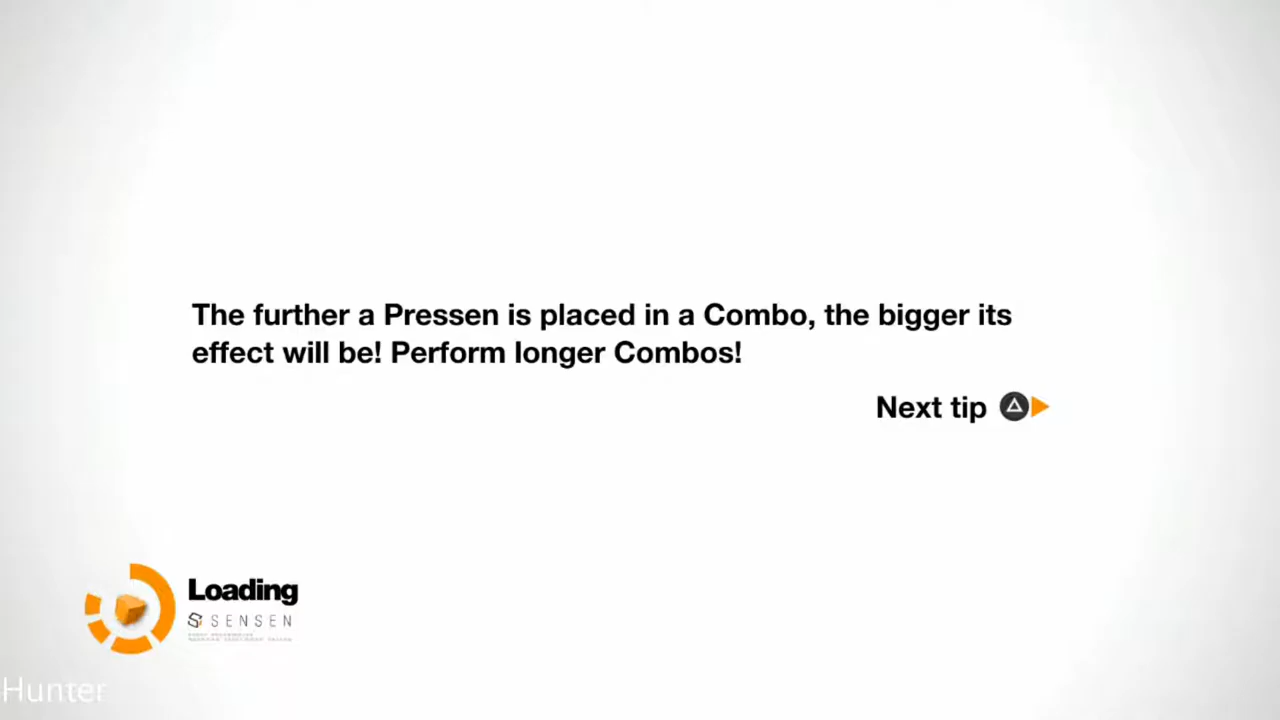 The further a Pressen is placed in a Combo, the bigger its
effect will be! Perform longer Combos!
Next tip
Loading
SENSEN
Hunter